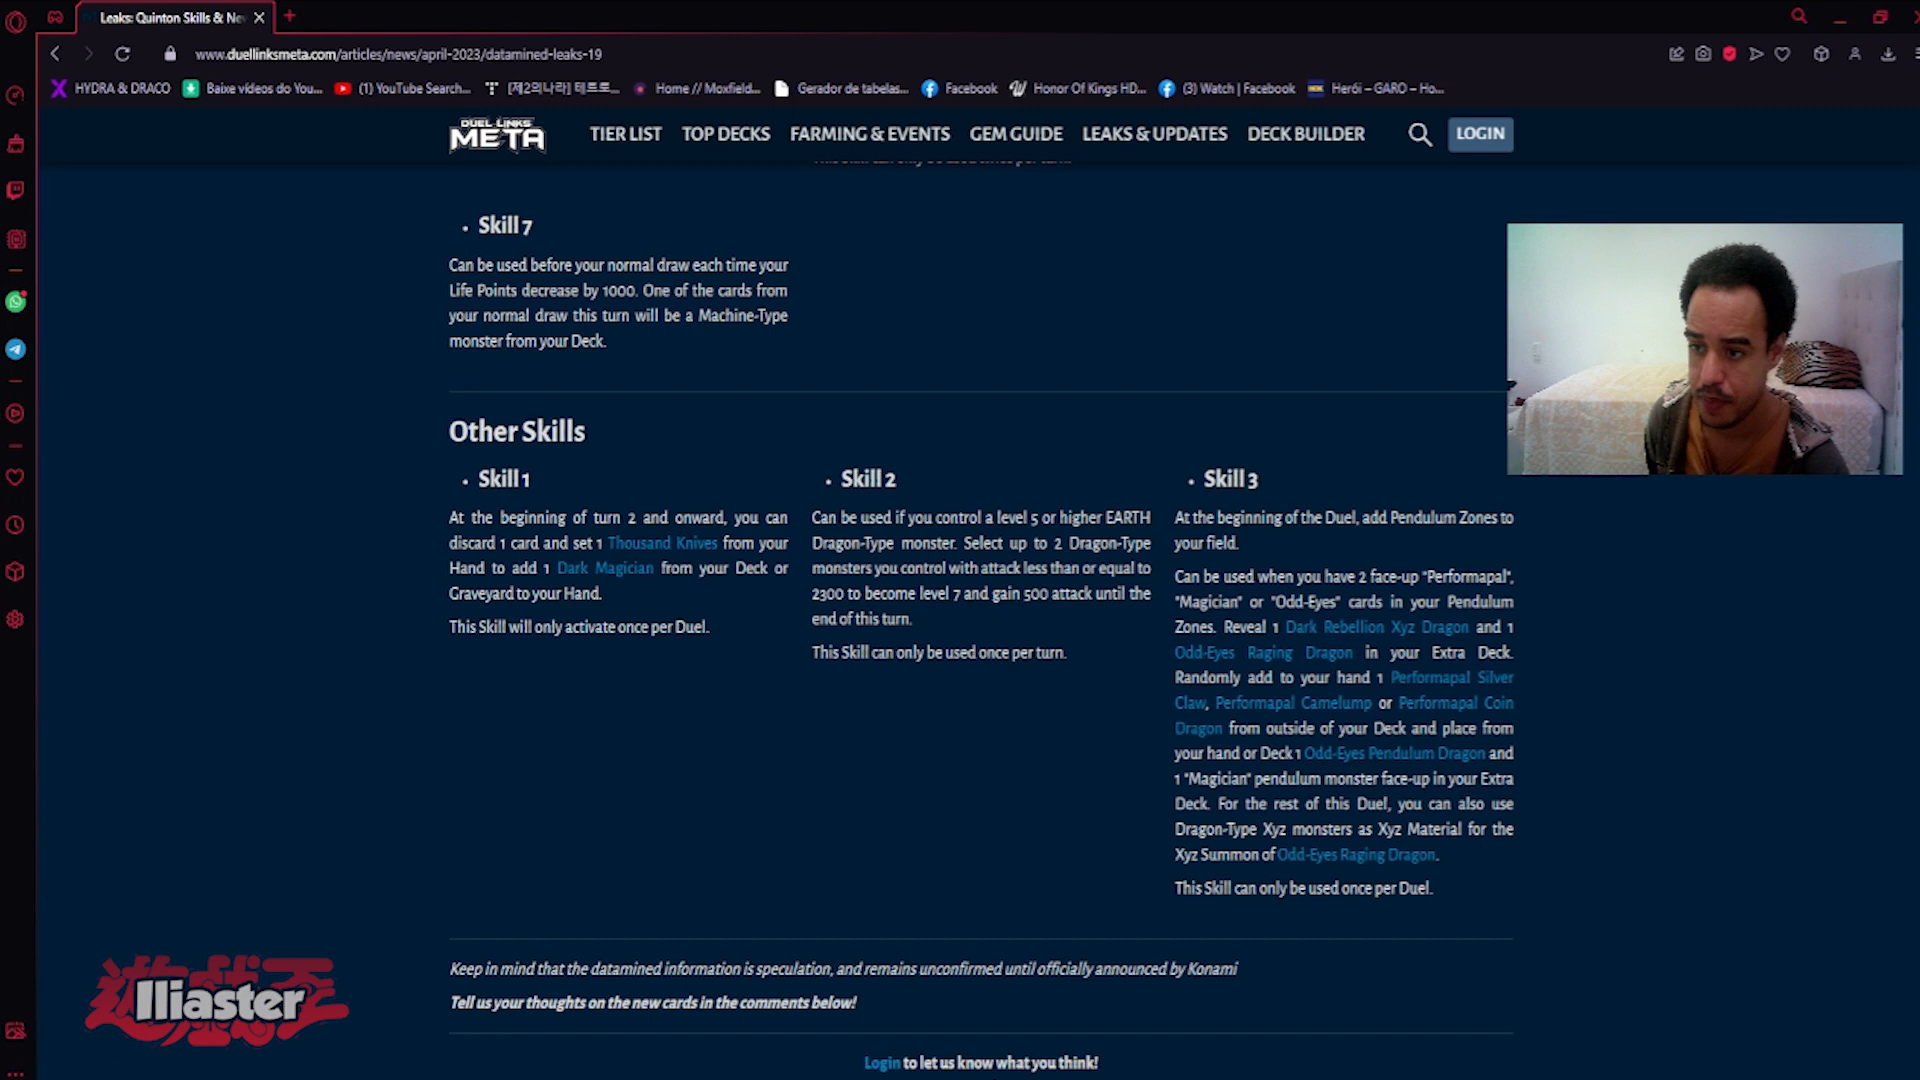 Leaks: Quinton Skills & Ne
www.duellinksmeta.com/articles/news/april-2023/datamined-leaks-19
HYDRA & DRACO
Baixe vídeos do You...
(1) YouTube Search...
Home // Moxfield...
Gerador de tabelas...
Facebook
Honor Of Kings HD...
(3) Watch | Facebook
Herói – GARO – Ho...
DUEL LINKS
META
TIER LIST
TOP DECKS
FARMING & EVENTS
GEM GUIDE
LEAKS & UPDATES
DECK BUILDER
LOGIN
• Skill 7
Can be used before your normal draw each time your
Life Points decrease by 1000. One of the cards from
your normal draw this turn will be a Machine-Type
monster from your Deck.
Other Skills
• Skill 1
At the beginning of turn 2 and onward, you can
discard 1 card and set 1 Thousand Knives from your
Hand to add 1 Dark Magician from your Deck or
Graveyard to your Hand.
This Skill will only activate once per Duel.
• Skill 2
Can be used if you control a level 5 or higher EARTH
Dragon-Type monster. Select up to 2 Dragon-Type
monsters you control with attack less than or equal to
2300 to become level 7 and gain 500 attack until the
end of this turn.
This Skill can only be used once per turn.
• Skill 3
At the beginning of the Duel, add Pendulum Zones to
your field.
Can be used when you have 2 face-up "Performapal",
"Magician" or "Odd-Eyes" cards in your Pendulum
Zones. Reveal 1 Dark Rebellion Xyz Dragon and 1
Odd-Eyes Raging Dragon in your Extra Deck.
Randomly add to your hand 1 Performapal Silver
Claw, Performapal Camelump or Performapal Coin
Dragon from outside of your Deck and place from
your hand or Deck 1 Odd-Eyes Pendulum Dragon and
1 "Magician" pendulum monster face-up in your Extra
Deck. For the rest of this Duel, you can also use
Dragon-Type Xyz monsters as Xyz Material for the
Xyz Summon of Odd-Eyes Raging Dragon.
This Skill can only be used once per Duel.
Keep in mind that the datamined information is speculation, and remains unconfirmed until officially announced by Konami
Tell us your thoughts on the new cards in the comments below!
Login to let us know what you think!
遊戯王
Iliaster